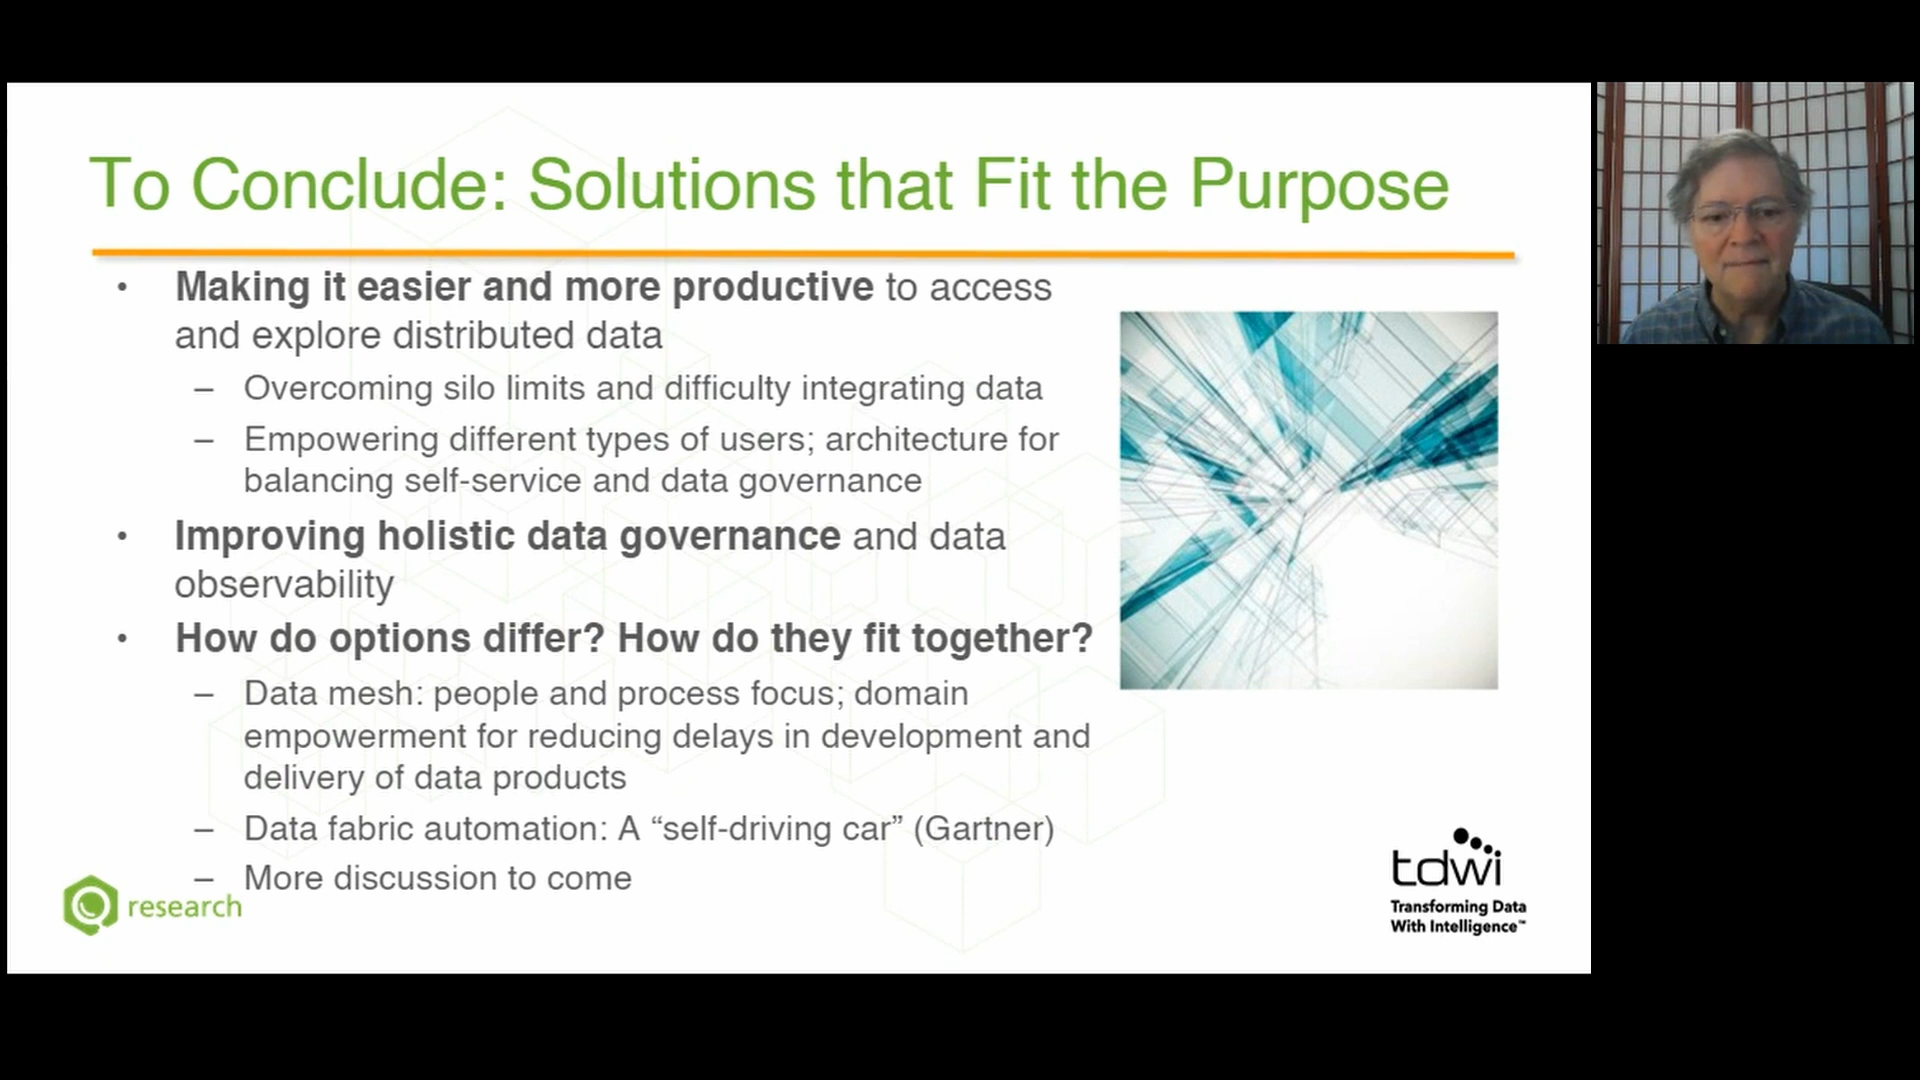 To Conclude: Solutions that Fit the Purpose
• Making it easier and more productive to access
and explore distributed data
– Overcoming silo limits and difficulty integrating data
– Empowering different types of users; architecture for
balancing self-service and data governance
• Improving holistic data governance and data
observability
• How do options differ? How do they fit together?
– Data mesh: people and process focus; domain
empowerment for reducing delays in development and
delivery of data products
– Data fabric automation: A “self-driving car” (Gartner)
– More discussion to come
research
tdwi
Transforming Data
With Intelligence™